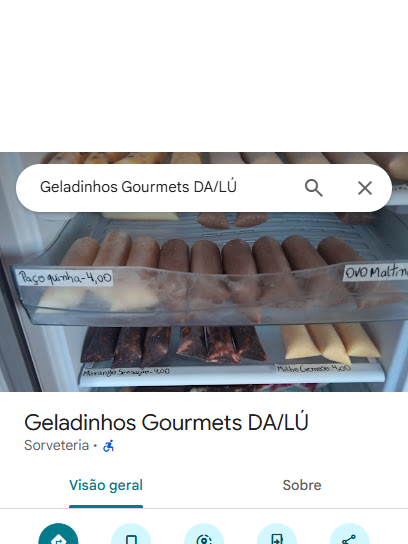 Geladinhos Gourmets DA/LÚ
Paçoquinha-4,00
OVO Maltin
Morango Sensação-4,00
Milho Cremoso 4,00
Geladinhos Gourmets DA/LÚ
Sorveteria •
Visão geral
Sobre